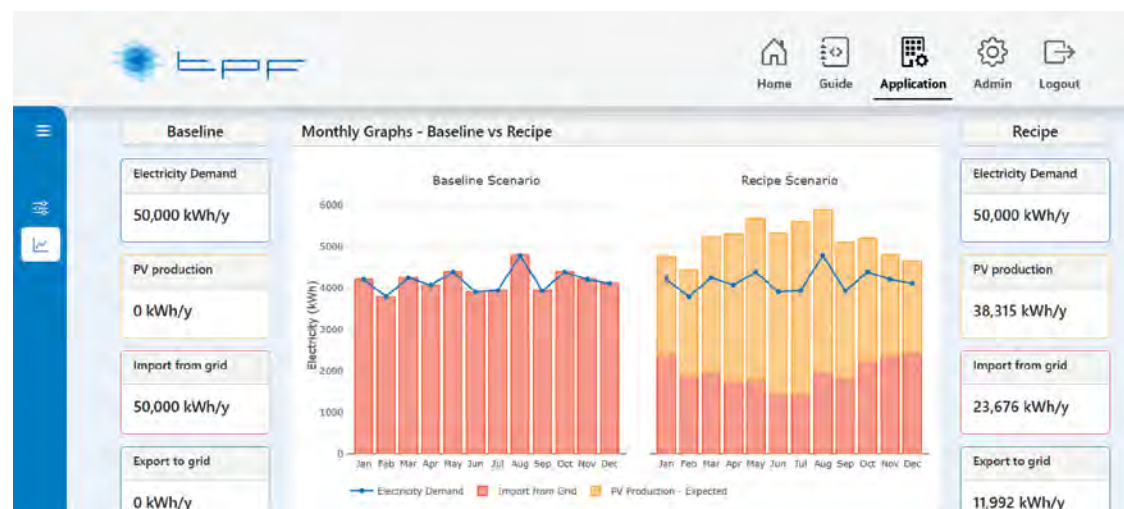 tpf
Home Guide Application Admin Logout
Baseline
Electricity Demand
50,000 kWh/y
PV production
0 kWh/y
Import from grid
50,000 kWh/y
Export to grid
0 kWh/y
Monthly Graphs - Baseline vs Recipe
Baseline Scenario
Electricity (kWh)
6000
5000
4000
3000
2000
1000
0
Jan Feb Mar Apr May Jun Jul Aug Sep Oct Nov Dec
Recipe Scenario
Jan Feb Mar Apr May Jun Jul Aug Sep Oct Nov Dec
Electricity Demand Import from Grid PV Production - Expected
Recipe
Electricity Demand
50,000 kWh/y
PV production
38,315 kWh/y
Import from grid
23,676 kWh/y
Export to grid
11,992 kWh/y